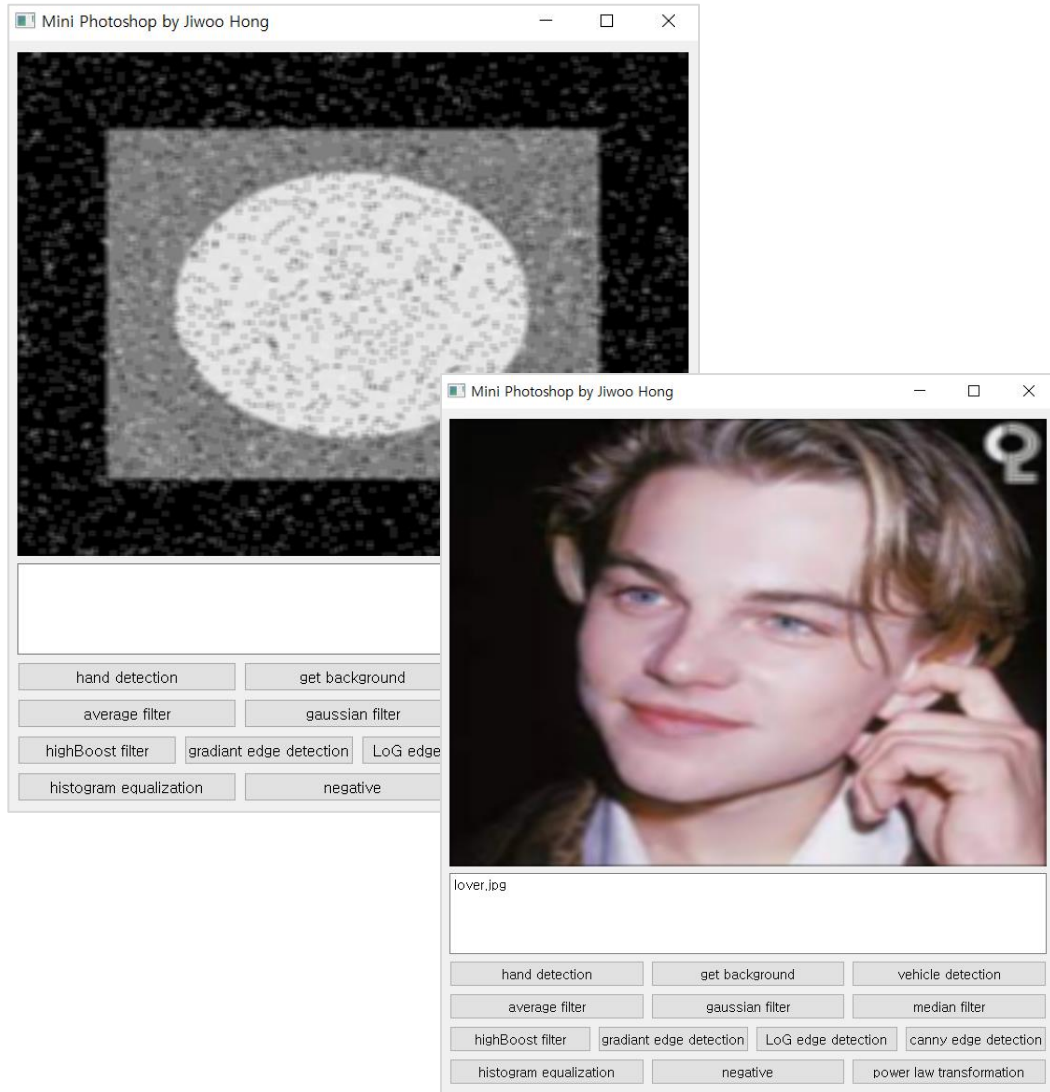 Mini Photoshop by Jiwoo Hong
hand detection
get background
average filter
gaussian filter
highBoost filter
gradiant edge detection
LoG edge
histogram equalization
negative
Mini Photoshop by Jiwoo Hong
lover.jpg
hand detection
get background
vehicle detection
average filter
gaussian filter
median filter
highBoost filter
gradiant edge detection
LoG edge detection
canny edge detection
histogram equalization
negative
power law transformation